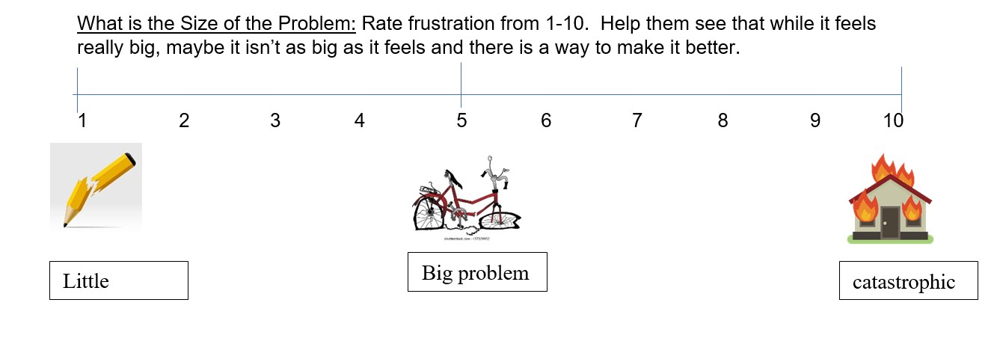 What is the Size of the Problem: Rate frustration from 1-10.  Help them see that while it feels
really big, maybe it isn’t as big as it feels and there is a way to make it better.
1 2 3 4 5 6 7 8 9 10
Little
Big problem
catastrophic